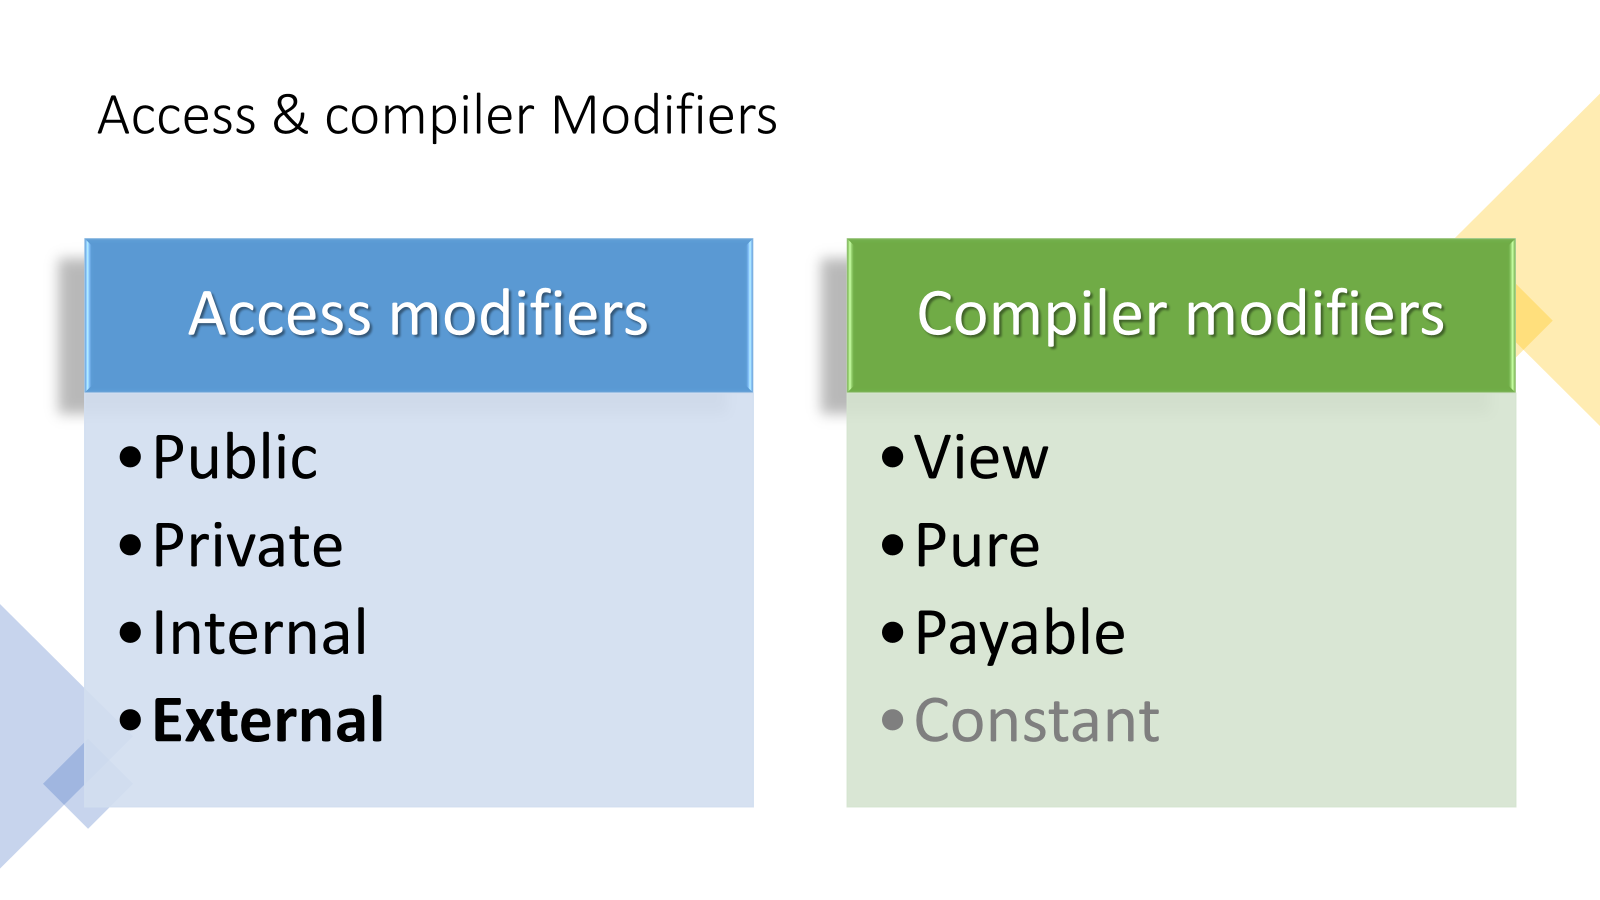 Access & compiler Modifiers
Access modifiers
•Public
•Private
•Internal
•External
Compiler modifiers
•View
•Pure
•Payable
•Constant